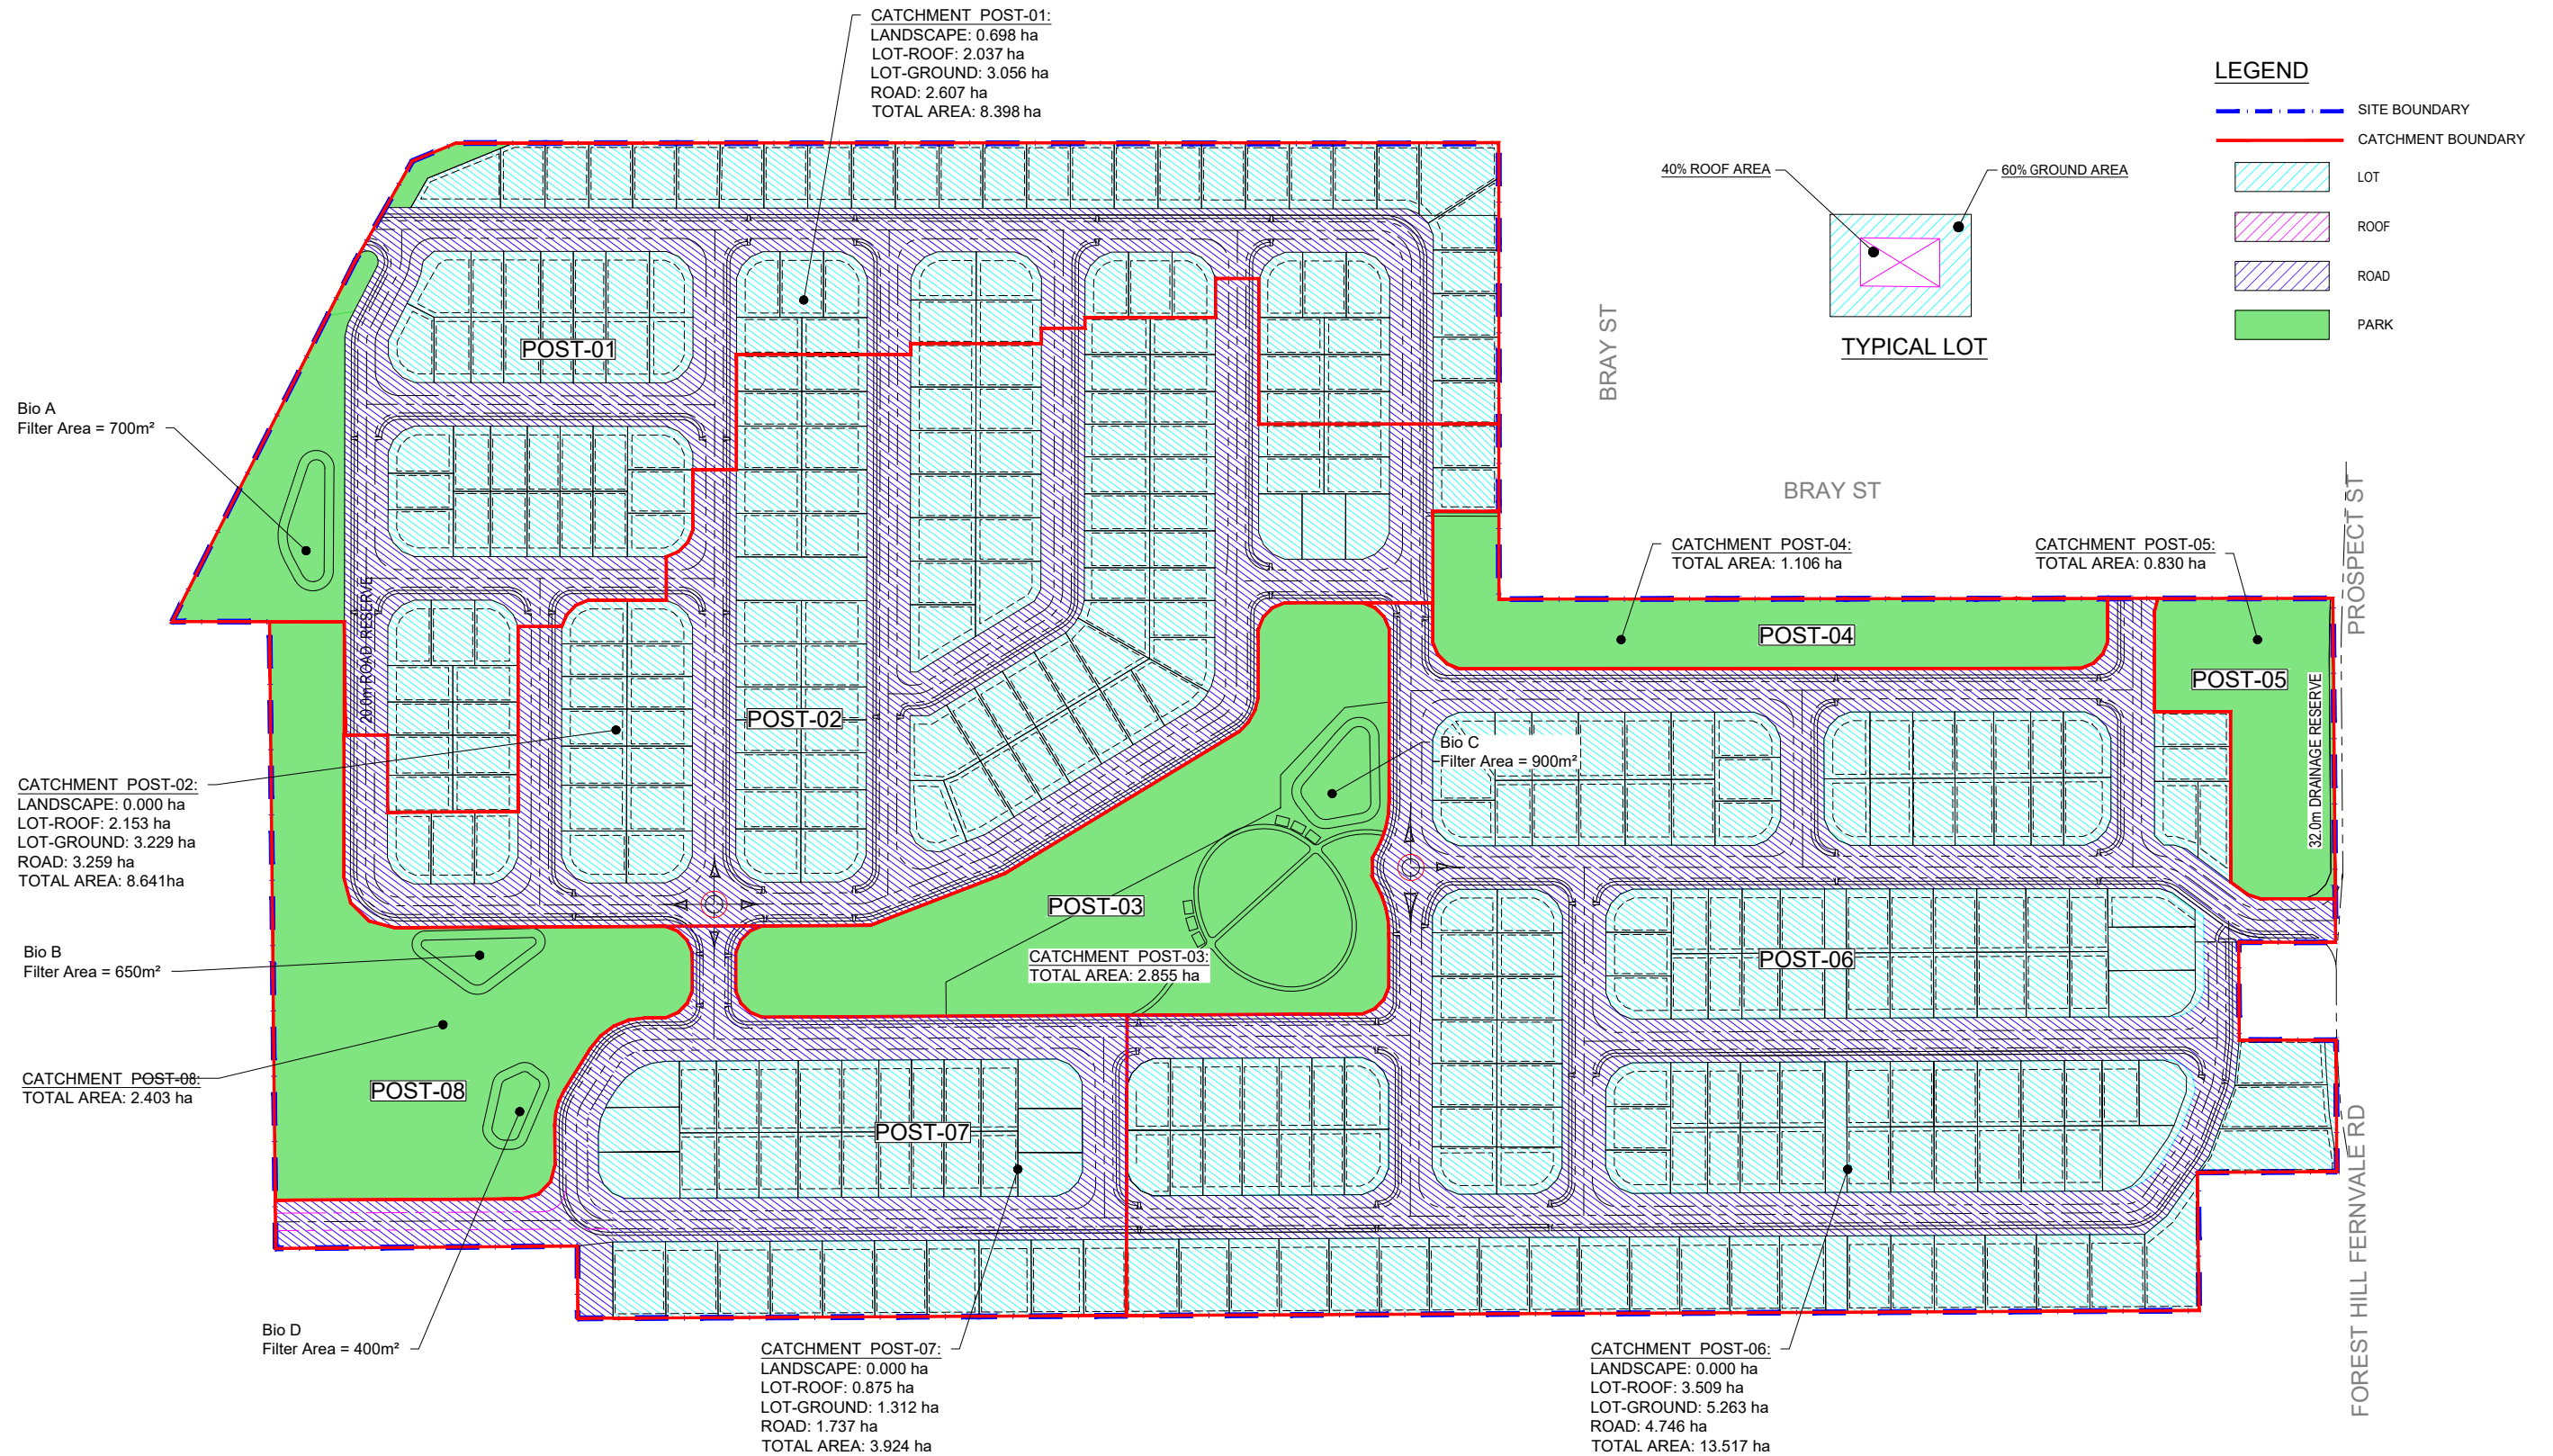 CATCHMENT POST-01:
LANDSCAPE: 0.698 ha
LOT-ROOF: 2.037 ha
LOT-GROUND: 3.056 ha
ROAD: 2.607 ha
TOTAL AREA: 8.398 ha
LEGEND
SITE BOUNDARY
CATCHMENT BOUNDARY
LOT
ROOF
ROAD
PARK
40% ROOF AREA
60% GROUND AREA
TYPICAL LOT
BRAY ST
BRAY ST
PROSPECT ST
POST-01
Bio A
Filter Area = 700m²
CATCHMENT POST-04:
TOTAL AREA: 1.106 ha
CATCHMENT POST-05:
TOTAL AREA: 0.830 ha
20.0m ROAD RESERVE
POST-04
POST-05
32.0m DRAINAGE RESERVE
POST-02
Bio C
Filter Area = 900m²
CATCHMENT POST-02:
LANDSCAPE: 0.000 ha
LOT-ROOF: 2.153 ha
LOT-GROUND: 3.229 ha
ROAD: 3.259 ha
TOTAL AREA: 8.641ha
POST-03
CATCHMENT POST-03:
TOTAL AREA: 2.855 ha
POST-06
Bio B
Filter Area = 650m²
CATCHMENT POST-08:
TOTAL AREA: 2.403 ha
POST-08
POST-07
FOREST HILL FERNVALE RD
Bio D
Filter Area = 400m²
CATCHMENT POST-07:
LANDSCAPE: 0.000 ha
LOT-ROOF: 0.875 ha
LOT-GROUND: 1.312 ha
ROAD: 1.737 ha
TOTAL AREA: 3.924 ha
CATCHMENT POST-06:
LANDSCAPE: 0.000 ha
LOT-ROOF: 3.509 ha
LOT-GROUND: 5.263 ha
ROAD: 4.746 ha
TOTAL AREA: 13.517 ha